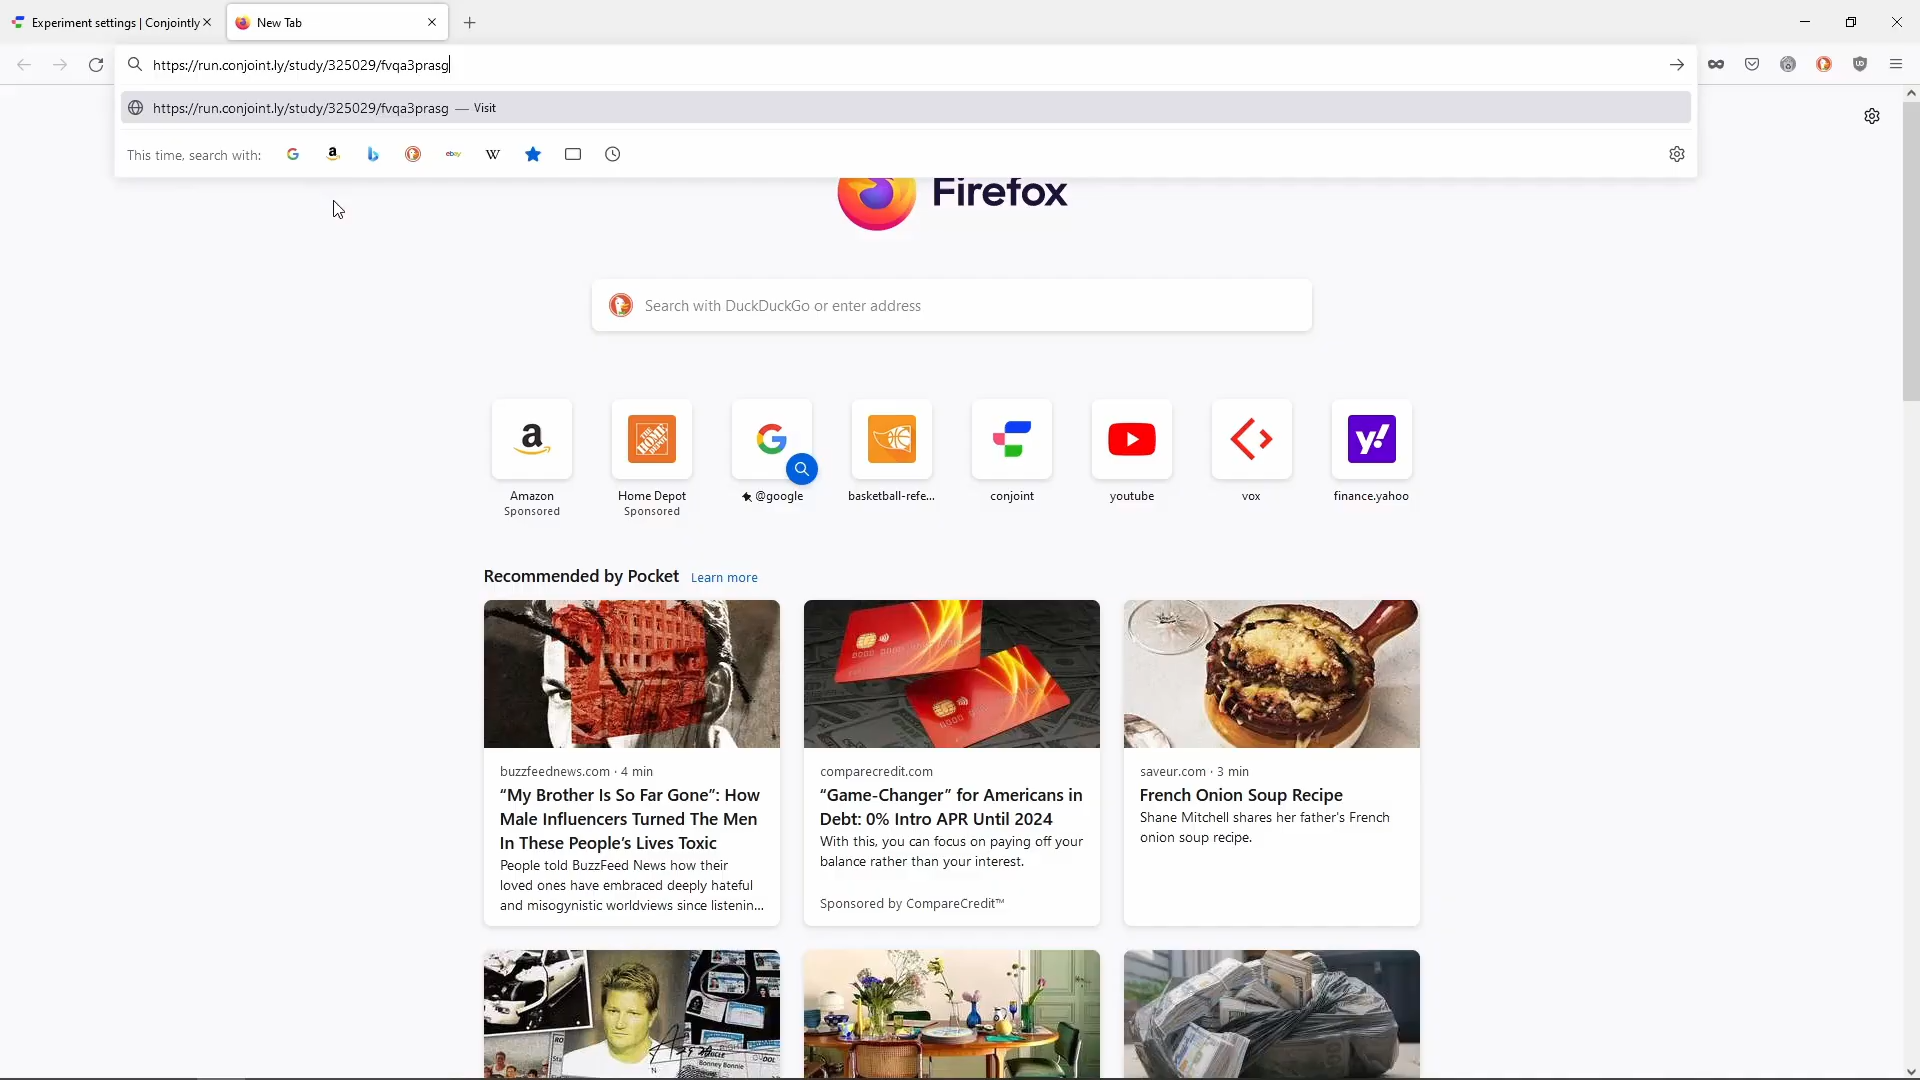 Experiment settings | Conjointly
New Tab
https://run.conjoint.ly/study/325029/fvqa3prasg
https://run.conjoint.ly/study/325029/fvqa3prasg — Visit
This time, search with:
Firefox
Search with DuckDuckGo or enter address
Amazon
Sponsored
Home Depot
Sponsored
@google
basketball-refe...
conjoint
youtube
vox
finance.yahoo
Recommended by Pocket Learn more
buzzfeednews.com · 4 min
“My Brother Is So Far Gone”: How
Male Influencers Turned The Men
In These People’s Lives Toxic
People told BuzzFeed News how their
loved ones have embraced deeply hateful
and misogynistic worldviews since listenin...
comparecredit.com
“Game-Changer” for Americans in
Debt: 0% Intro APR Until 2024
With this, you can focus on paying off your
balance rather than your interest.
Sponsored by CompareCredit™
saveur.com · 3 min
French Onion Soup Recipe
Shane Mitchell shares her father's French
onion soup recipe.